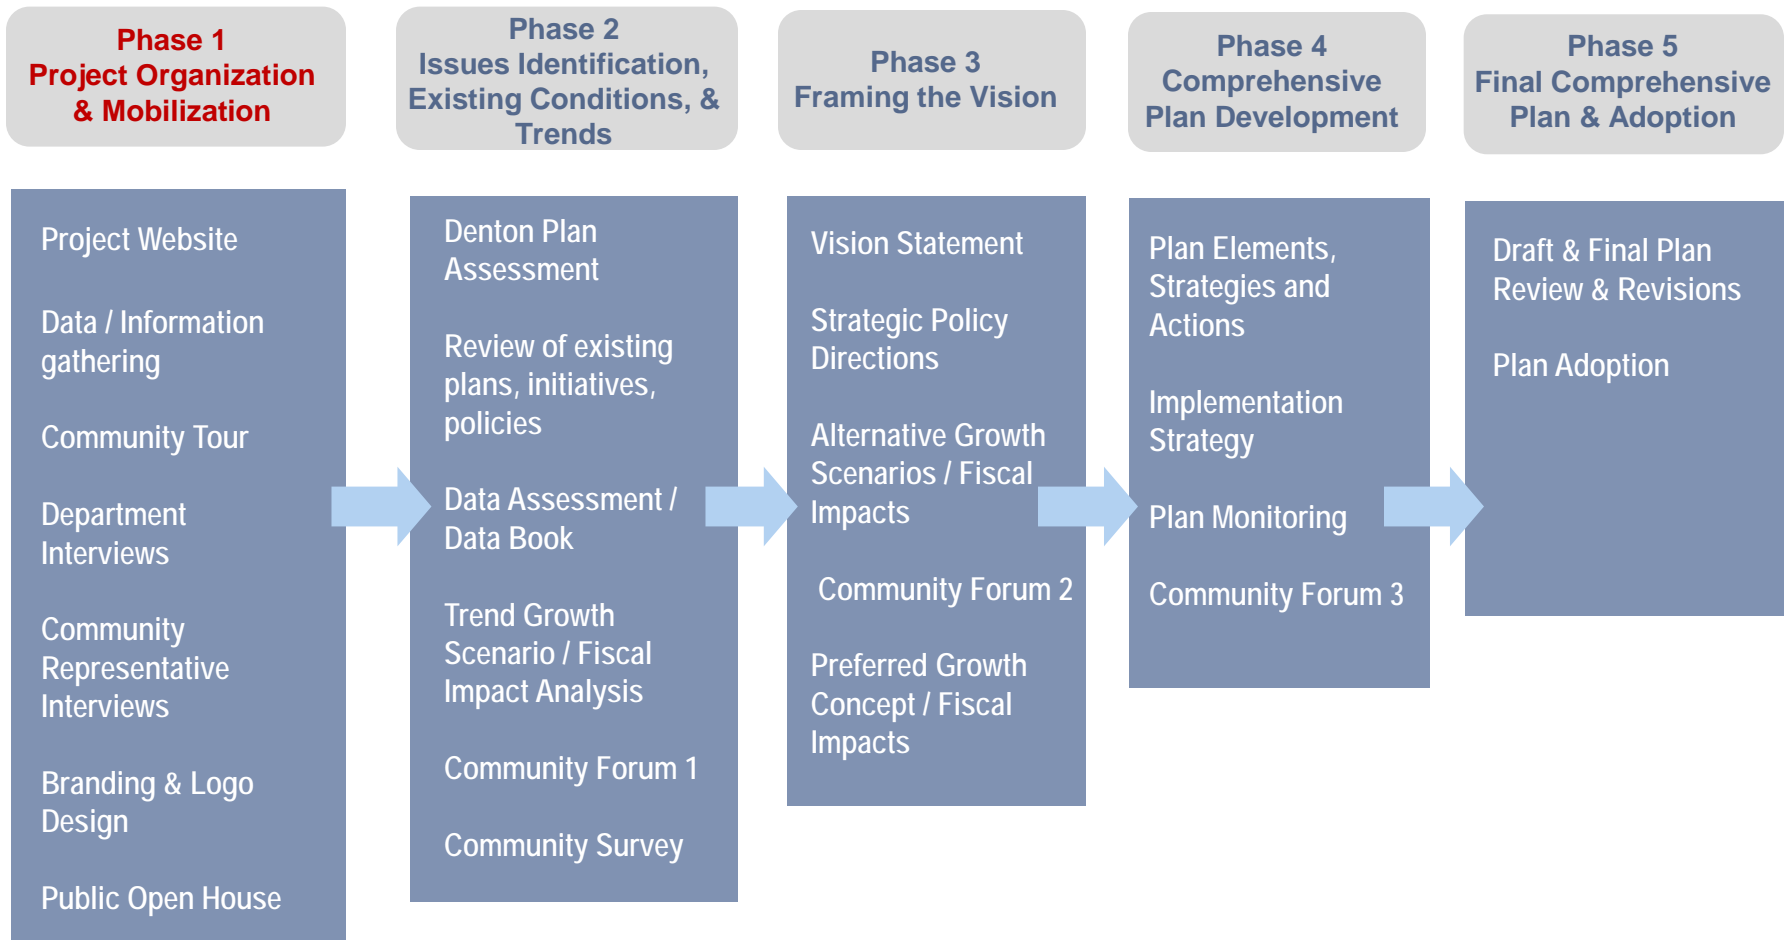 Phase 1
Project Organization
& Mobilization
Phase 2
Issues Identification,
Existing Conditions, &
Trends
Phase 3
Framing the Vision
Phase 4
Comprehensive
Plan Development
Phase 5
Final Comprehensive
Plan & Adoption
Project Website
Data / Information
gathering
Community Tour
Department
Interviews
Community
Representative
Interviews
Branding & Logo
Design
Public Open House
Denton Plan
Assessment
Review of existing
plans, initiatives,
policies
Data Assessment /
Data Book
Trend Growth
Scenario / Fiscal
Impact Analysis
Community Forum 1
Community Survey
Vision Statement
Strategic Policy
Directions
Alternative Growth
Scenarios / Fiscal
Impacts
Community Forum 2
Preferred Growth
Concept / Fiscal
Impacts
Plan Elements,
Strategies and
Actions
Implementation
Strategy
Plan Monitoring
Community Forum 3
Draft & Final Plan
Review & Revisions
Plan Adoption